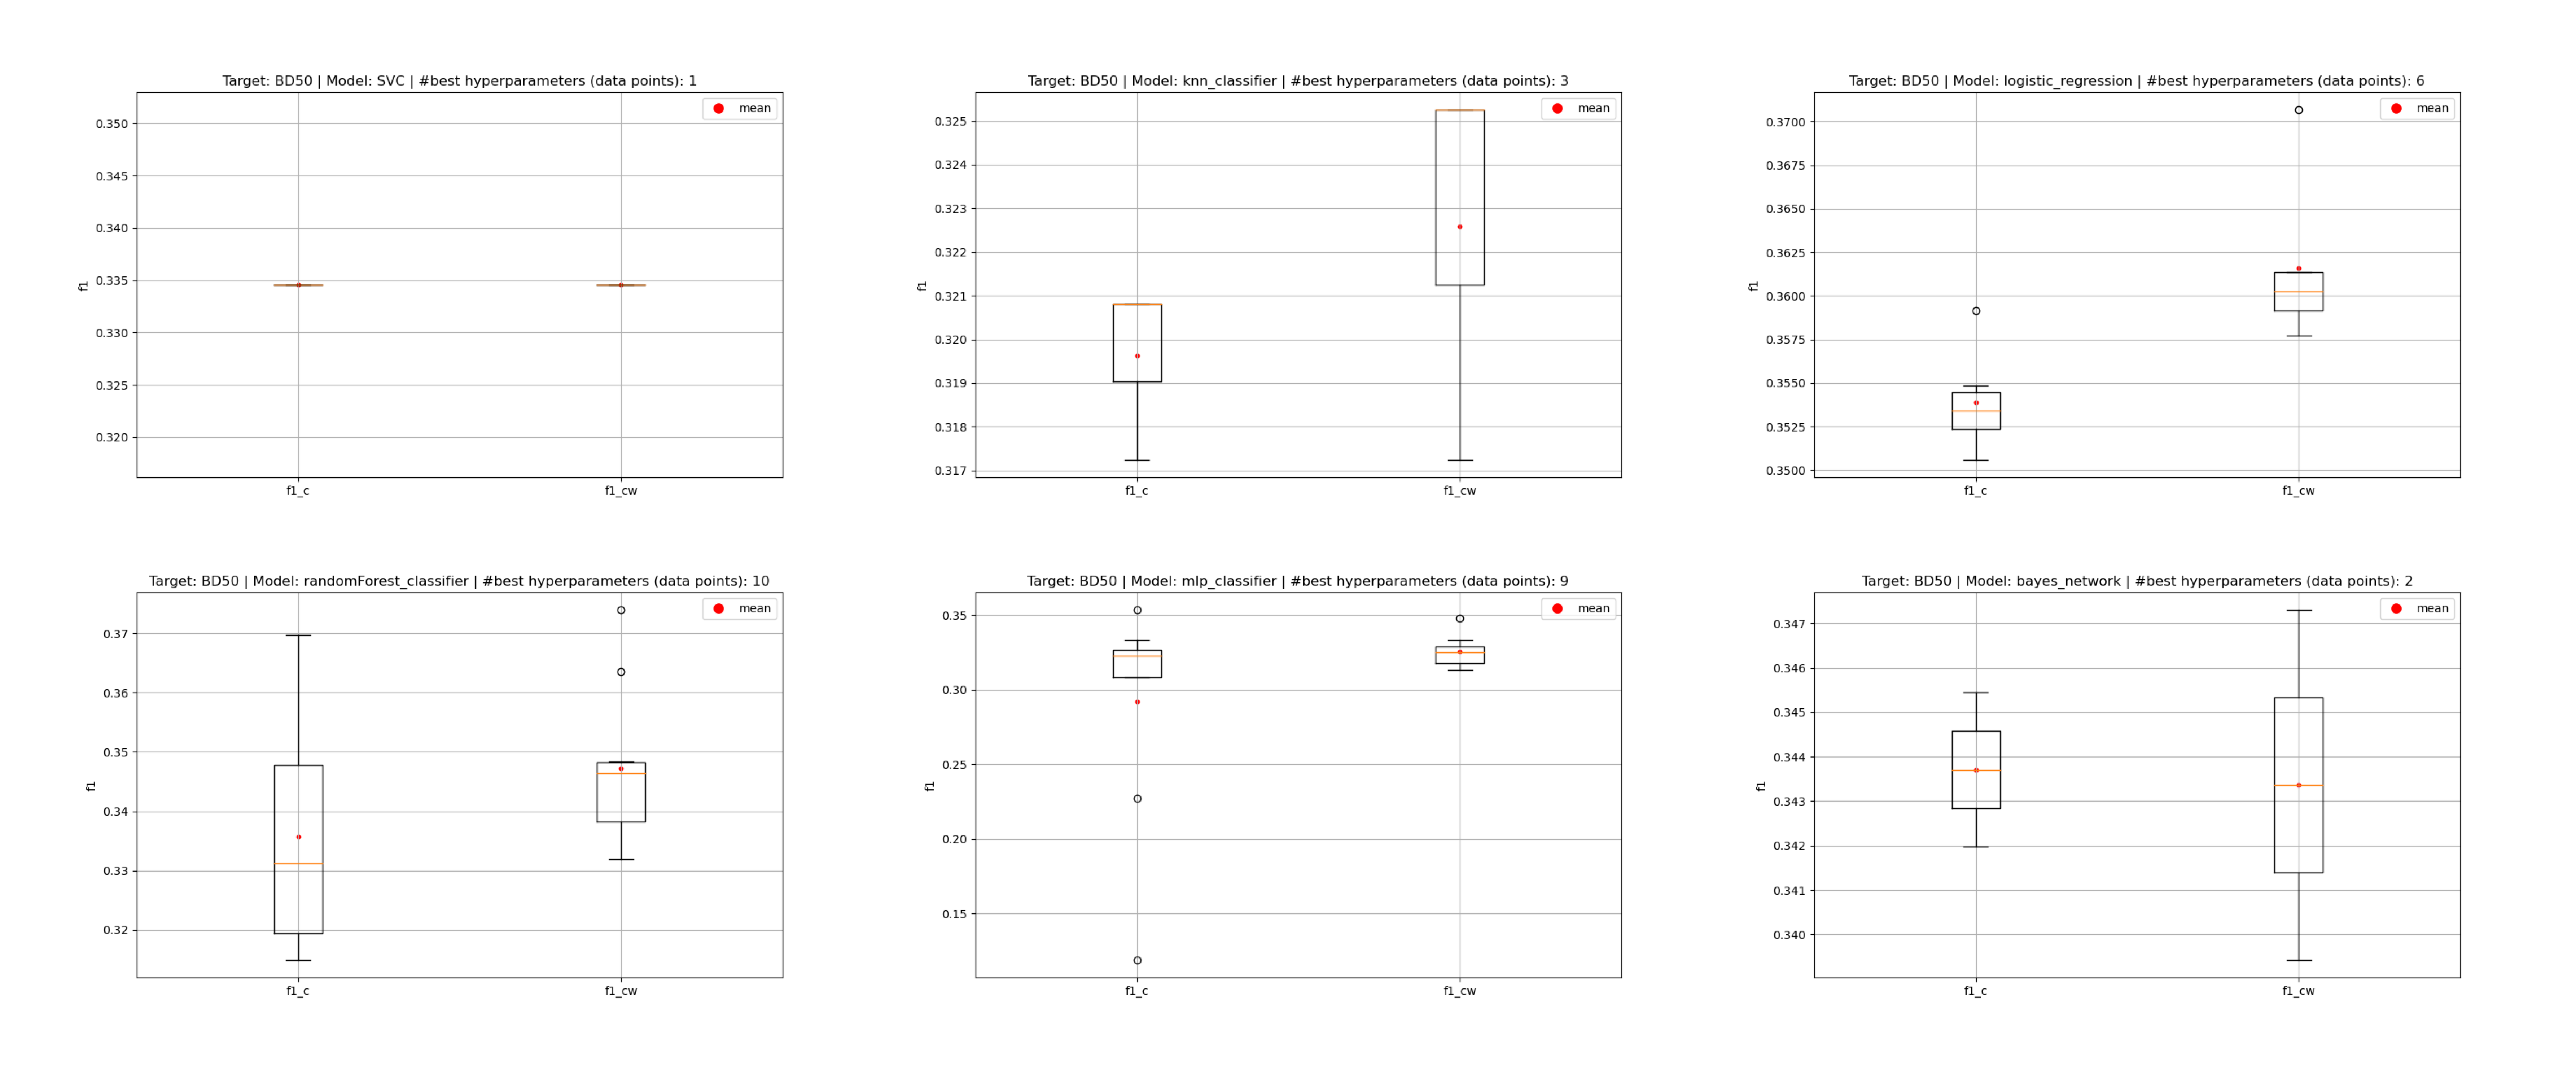 Target: BD50 | Model: SVC | #best hyperparameters (data points): 1
mean
0.350
0.345
0.340
0.335
0.330
0.325
0.320
f1
f1_c f1_cw
Target: BD50 | Model: knn_classifier | #best hyperparameters (data points): 3
mean
0.325
0.324
0.323
0.322
0.321
0.320
0.319
0.318
0.317
f1
f1_c f1_cw
Target: BD50 | Model: logistic_regression | #best hyperparameters (data points): 6
mean
0.3700
0.3675
0.3650
0.3625
0.3600
0.3575
0.3550
0.3525
0.3500
f1
f1_c f1_cw
Target: BD50 | Model: randomForest_classifier | #best hyperparameters (data points): 10
mean
0.37
0.36
0.35
0.34
0.33
0.32
f1
f1_c f1_cw
Target: BD50 | Model: mlp_classifier | #best hyperparameters (data points): 9
mean
0.35
0.30
0.25
0.20
0.15
f1
f1_c f1_cw
Target: BD50 | Model: bayes_network | #best hyperparameters (data points): 2
mean
0.347
0.346
0.345
0.344
0.343
0.342
0.341
0.340
f1
f1_c f1_cw